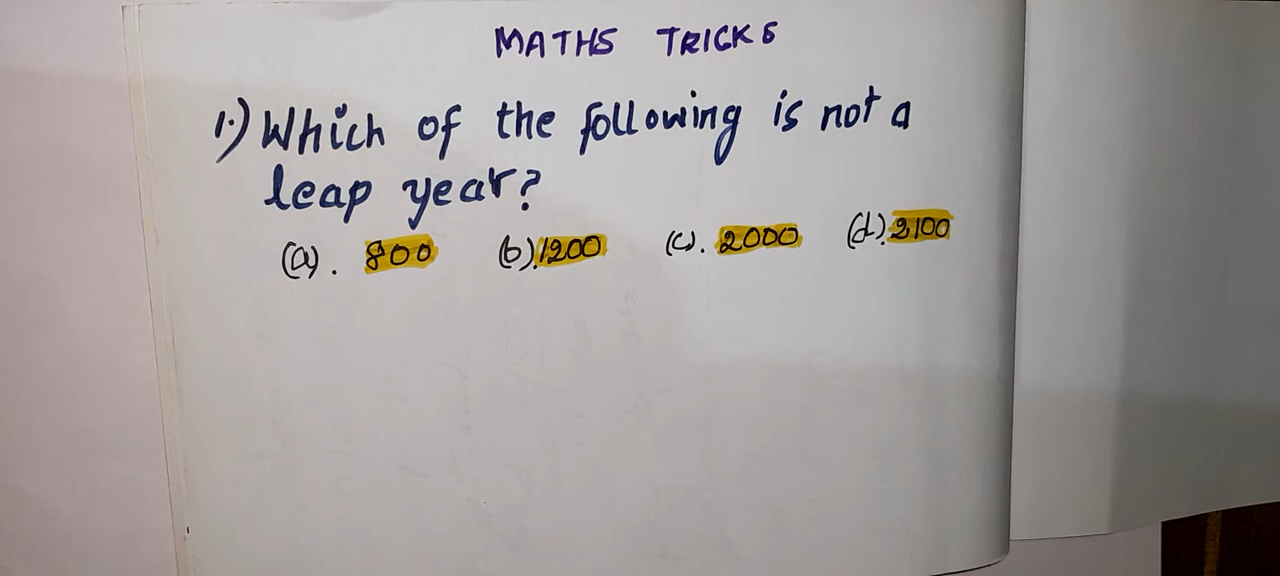 MATHS TRICKS
1.) Which of the following is not a
leap year?
(a). 800 (b). 1200 (c). 2000 (d). 2100